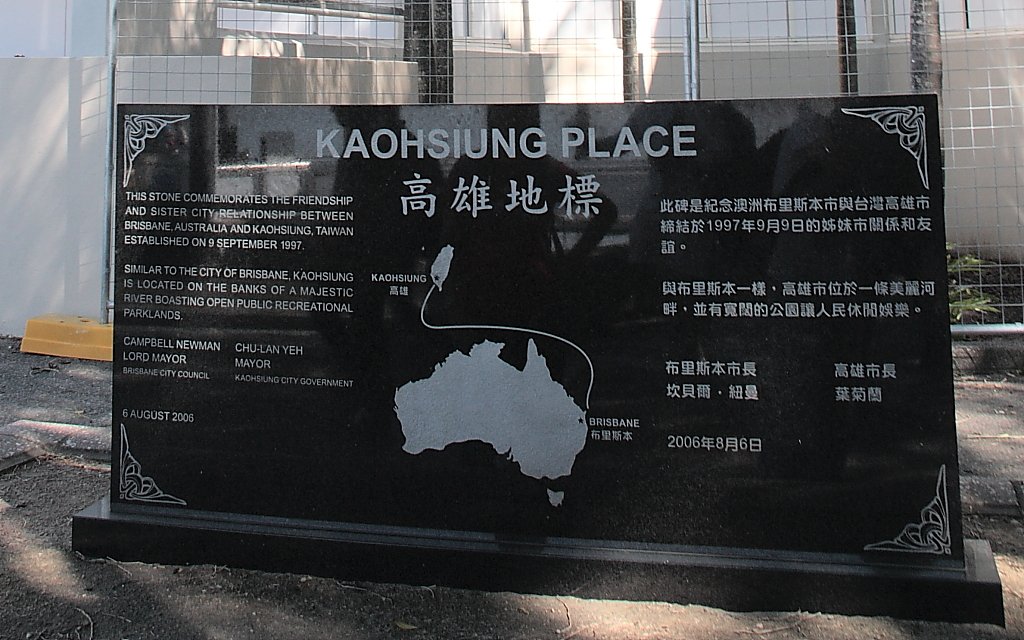 KAOHSIUNG PLACE
高雄地標
THIS STONE COMMEMORATES THE FRIENDSHIP
AND SISTER CITY RELATIONSHIP BETWEEN
BRISBANE, AUSTRALIA AND KAOHSIUNG, TAIWAN
ESTABLISHED ON 9 SEPTEMBER 1997.
SIMILAR TO THE CITY OF BRISBANE, KAOHSIUNG
IS LOCATED ON THE BANKS OF A MAJESTIC
RIVER BOASTING OPEN PUBLIC RECREATIONAL
PARKLANDS.
CAMPBELL NEWMAN
LORD MAYOR
BRISBANE CITY COUNCIL
CHU-LAN YEH
MAYOR
KAOHSIUNG CITY GOVERNMENT
6 AUGUST 2006
KAOHSIUNG
高雄
BRISBANE
布里斯本
此碑是紀念澳洲布里斯本市與台灣高雄市
締結於1997年9月9日的姊妹市關係和友
誼。
與布里斯本一樣，高雄市位於一條美麗河
畔，並有寬闊的公園讓人民休閒娛樂。
布里斯本市長
坎貝爾．紐曼
高雄市長
葉菊蘭
2006年8月6日